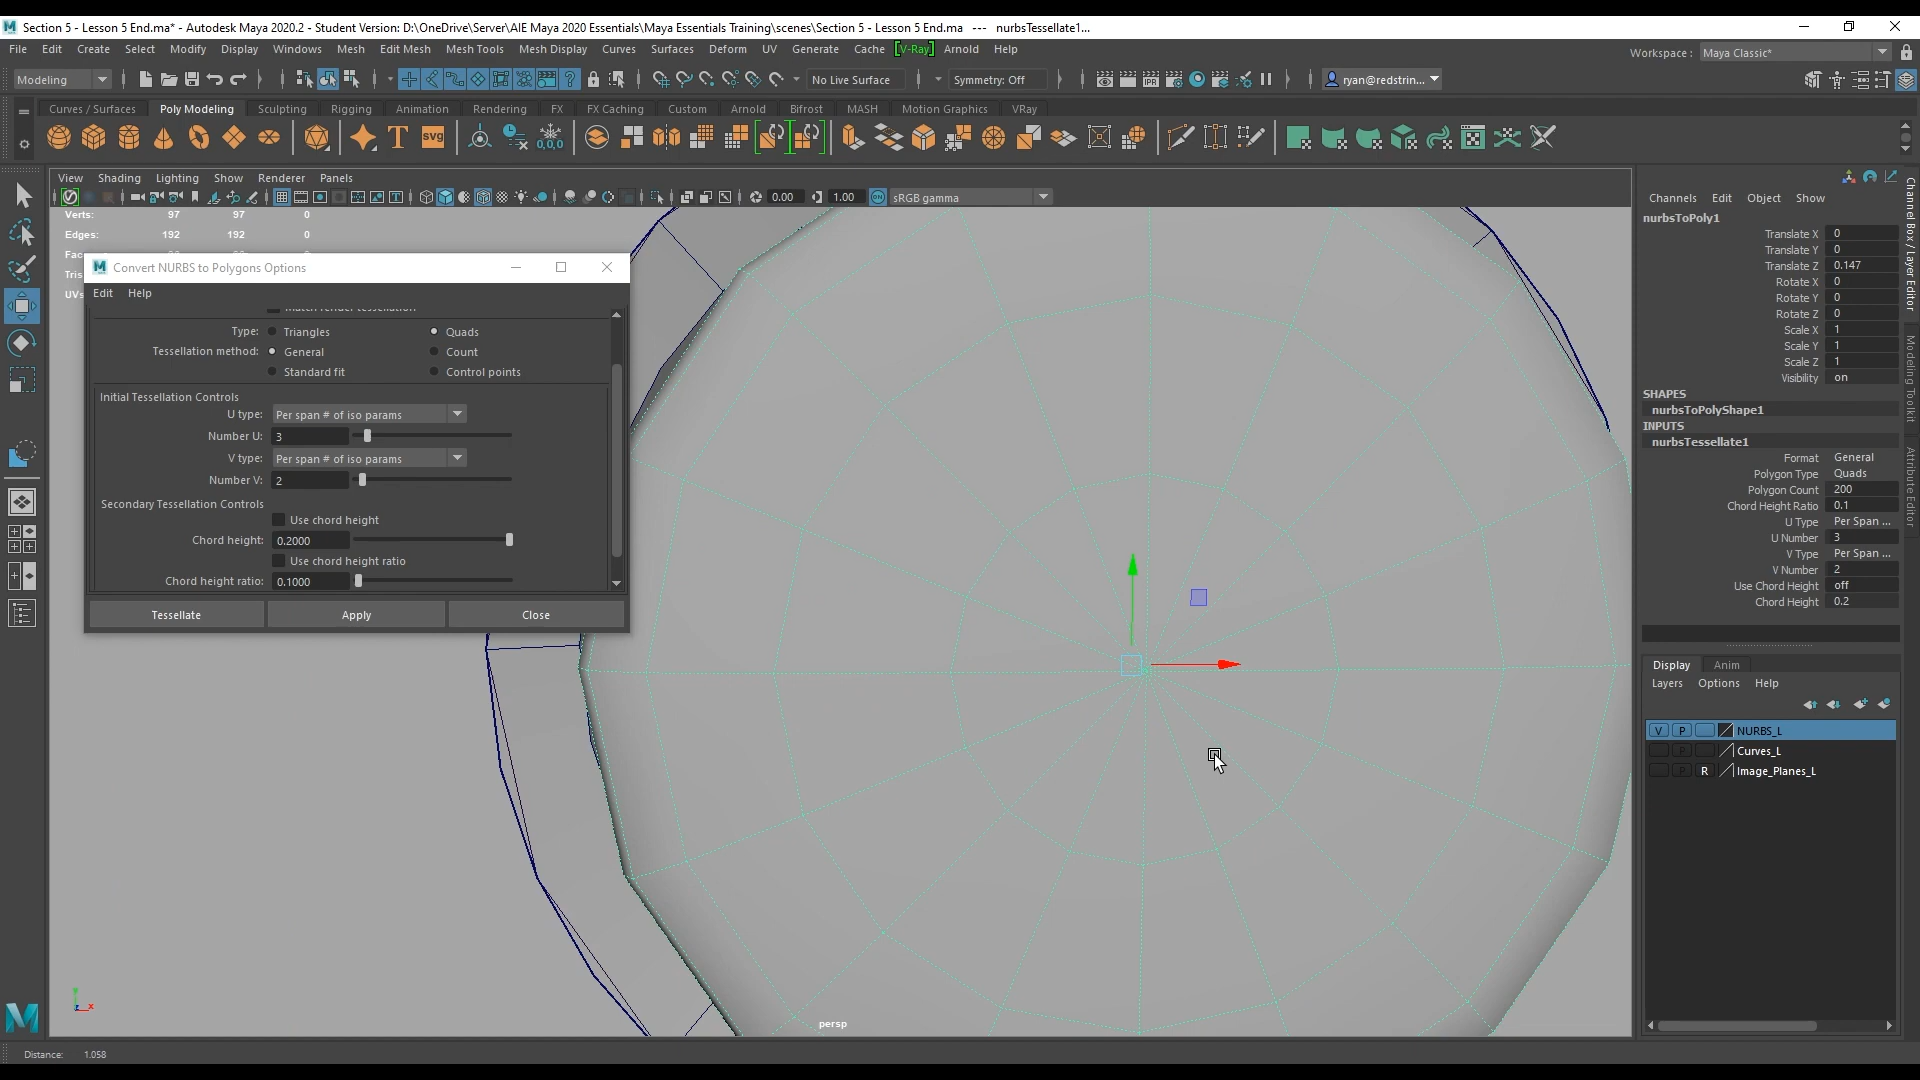 Section 5 - Lesson 5 End.ma* - Autodesk Maya 2020.2 - Student Version: D:\OneDrive\Server\AIE Maya 2020 Essentials\Maya Essentials Training\scenes\Section 5 - Lesson 5 End.ma --- nurbsTessellate1...
File Edit Create Select Modify Display Windows Mesh Edit Mesh Mesh Tools Mesh Display Curves Surfaces Deform UV Generate Cache [V-Ray] Arnold Help
Workspace : Maya Classic*
Modeling
No Live Surface
Symmetry: Off
ryan@redstrin...
Curves / Surfaces Poly Modeling Sculpting Rigging Animation Rendering FX FX Caching Custom Arnold Bifrost MASH Motion Graphics VRay
T svg 0,0,0
View Shading Lighting Show Renderer Panels
0.00 1.00 ON sRGB gamma
Verts: 97 97 0
Edges: 192 192 0
Tris
UVs
Convert NURBS to Polygons Options
Edit Help
Type: Triangles Quads
Tessellation method: General Count
Standard fit Control points
Initial Tessellation Controls
U type: Per span # of iso params
Number U: 3
V type: Per span # of iso params
Number V: 2
Secondary Tessellation Controls
Use chord height
Chord height: 0.2000
Use chord height ratio
Chord height ratio: 0.1000
Tessellate Apply Close
persp
Distance: 1.058
Channels Edit Object Show
nurbsToPoly1
Translate X 0
Translate Y 0
Translate Z 0.147
Rotate X 0
Rotate Y 0
Rotate Z 0
Scale X 1
Scale Y 1
Scale Z 1
Visibility on
SHAPES
nurbsToPolyShape1
INPUTS
nurbsTessellate1
Format General
Polygon Type Quads
Polygon Count 200
Chord Height Ratio 0.1
U Type Per Span ...
U Number 3
V Type Per Span ...
V Number 2
Use Chord Height off
Chord Height 0.2
Display Anim
Layers Options Help
V P NURBS_L
P Curves_L
P R Image_Planes_L
Channel Box / Layer Editor
Modeling Toolkit
Attribute Editor